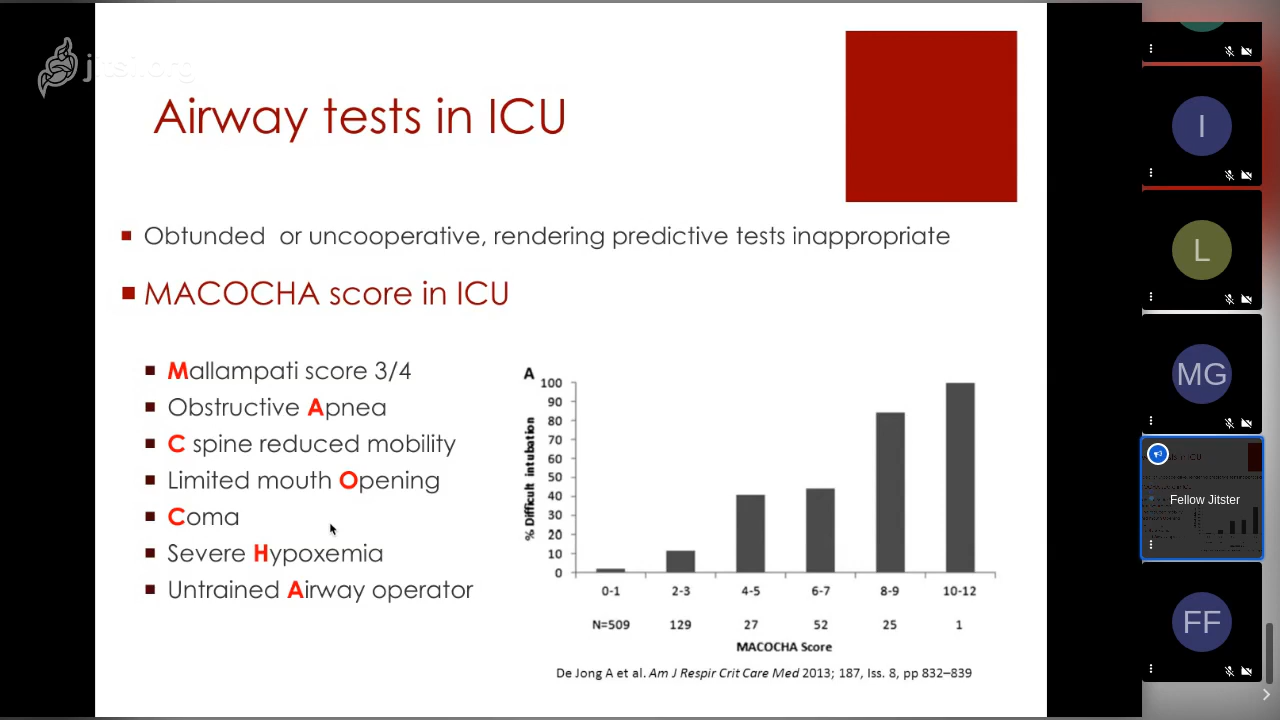 jitsi.org
Airway tests in ICU
Obtunded or uncooperative, rendering predictive tests inappropriate
MACOCHA score in ICU
Mallampati score 3/4
Obstructive Apnea
C spine reduced mobility
Limited mouth Opening
Coma
Severe Hypoxemia
Untrained Airway operator
A
% Difficult intubation
100
90
80
70
60
50
40
30
20
10
0
0-1 2-3 4-5 6-7 8-9 10-12
N=509 129 27 52 25 1
MACOCHA Score
De Jong A et al. Am J Respir Crit Care Med 2013; 187, Iss. 8, pp 832–839
I
L
MG
Fellow Jitster
FF